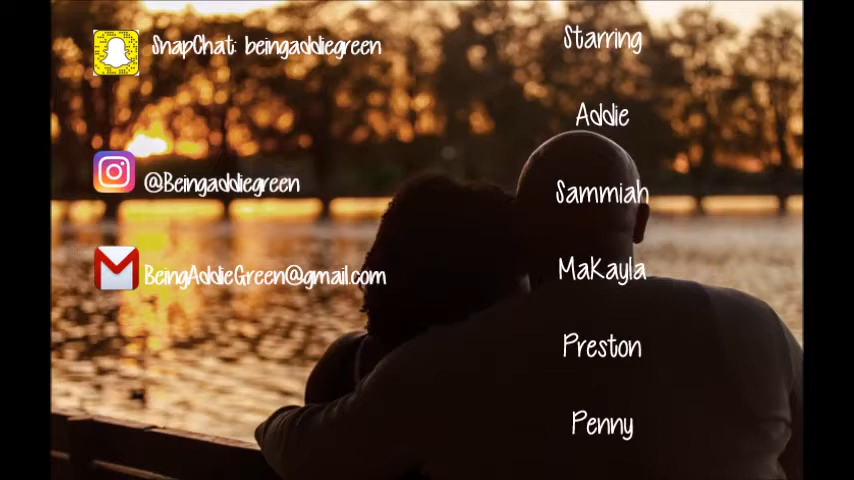 SnapChat: beingaddiegreen
@Beingaddiegreen
BeingAddieGreen@gmail.com
Starring
Addie
Sammiah
MaKayla
Preston
Penny